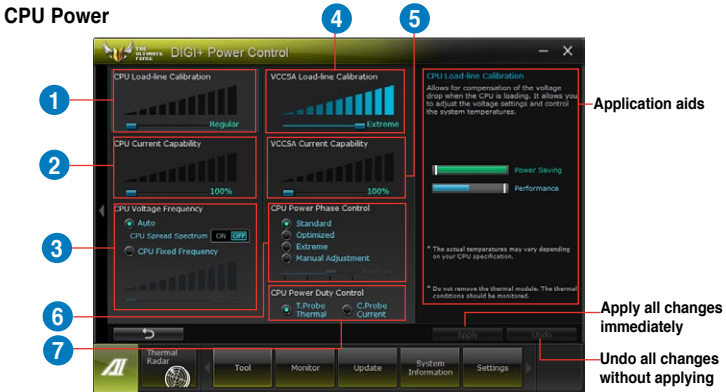 CPU Power
4
5
THE ULTIMATE FORCE
DIGI+ Power Control
1
CPU Load-line Calibration
Regular
VCCSA Load-line Calibration
Extreme
CPU Load-line Calibration
Allows for compensation of the voltage
drop when the CPU is loading. It allows you
to adjust the voltage settings and control
the system temperatures.
Application aids
2
CPU Current Capability
100%
VCCSA Current Capability
100%
Power Saving
Performance
3
CPU Voltage Frequency
Auto
CPU Spread Spectrum ON OFF
CPU Fixed Frequency
CPU Power Phase Control
Standard
Optimized
Extreme
Manual Adjustment
Medium
* The actual temperatures may vary depending
on your CPU specification.
* Do not remove the thermal module. The thermal
conditions should be monitored.
6
7
CPU Power Duty Control
T.Probe
Thermal
C.Probe
Current
Apply
Undo
Apply all changes
immediately
Undo all changes
without applying
Thermal
Radar
Tool
Monitor
Update
System
Information
Settings